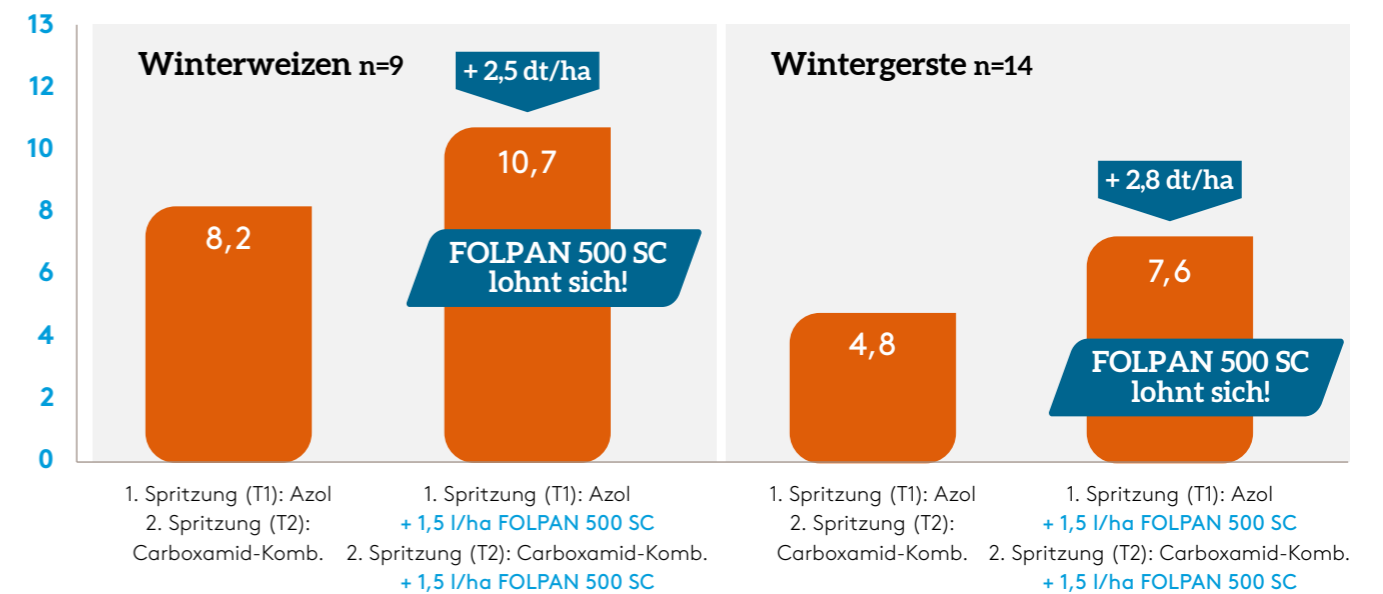 13
12
10
8
6
4
2
0
Winterweizen n=9
+ 2,5 dt/ha
8,2
10,7
FOLPAN 500 SC
lohnt sich!
1. Spritzung (T1): Azol
2. Spritzung (T2):
Carboxamid-Komb.
1. Spritzung (T1): Azol
+ 1,5 l/ha FOLPAN 500 SC
2. Spritzung (T2): Carboxamid-Komb.
+ 1,5 l/ha FOLPAN 500 SC
Wintergerste n=14
+ 2,8 dt/ha
4,8
7,6
FOLPAN 500 SC
lohnt sich!
1. Spritzung (T1): Azol
2. Spritzung (T2):
Carboxamid-Komb.
1. Spritzung (T1): Azol
+ 1,5 l/ha FOLPAN 500 SC
2. Spritzung (T2): Carboxamid-Komb.
+ 1,5 l/ha FOLPAN 500 SC